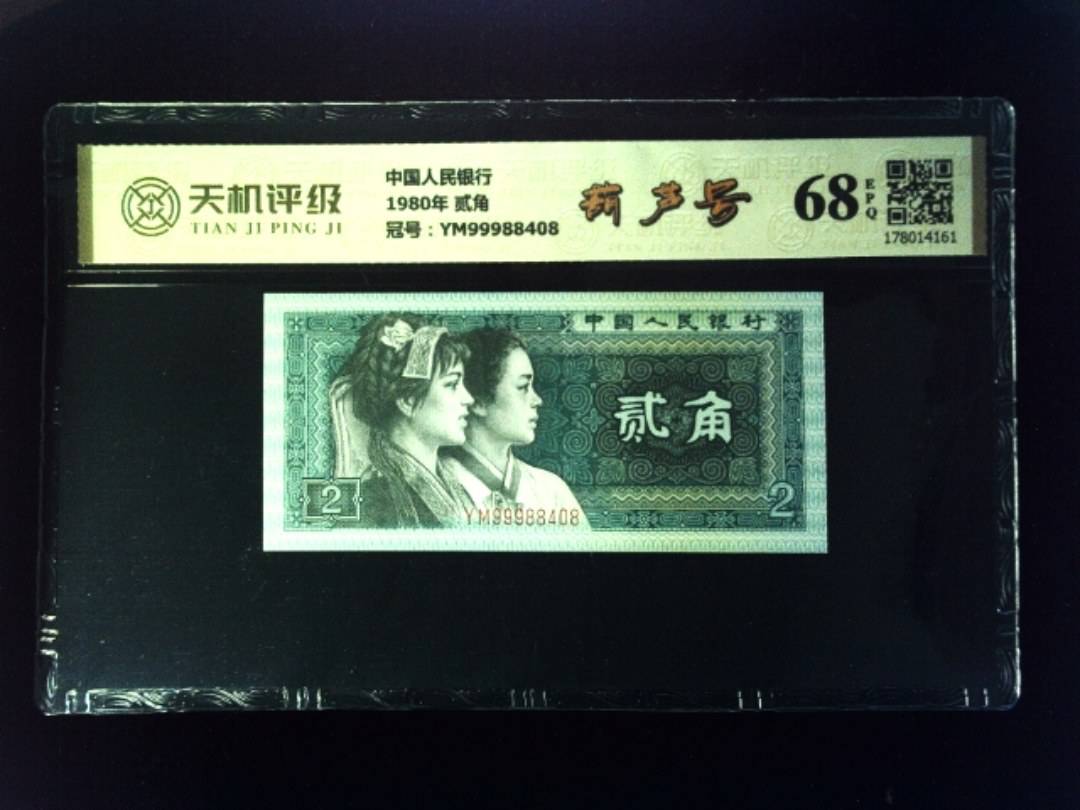 天机评级
TIAN JI PING JI
中国人民银行
1980年 贰角
冠号：YM99988408
葫芦号
68
EPQ
178014161
中国人民银行
贰角
2
2
YM99988408